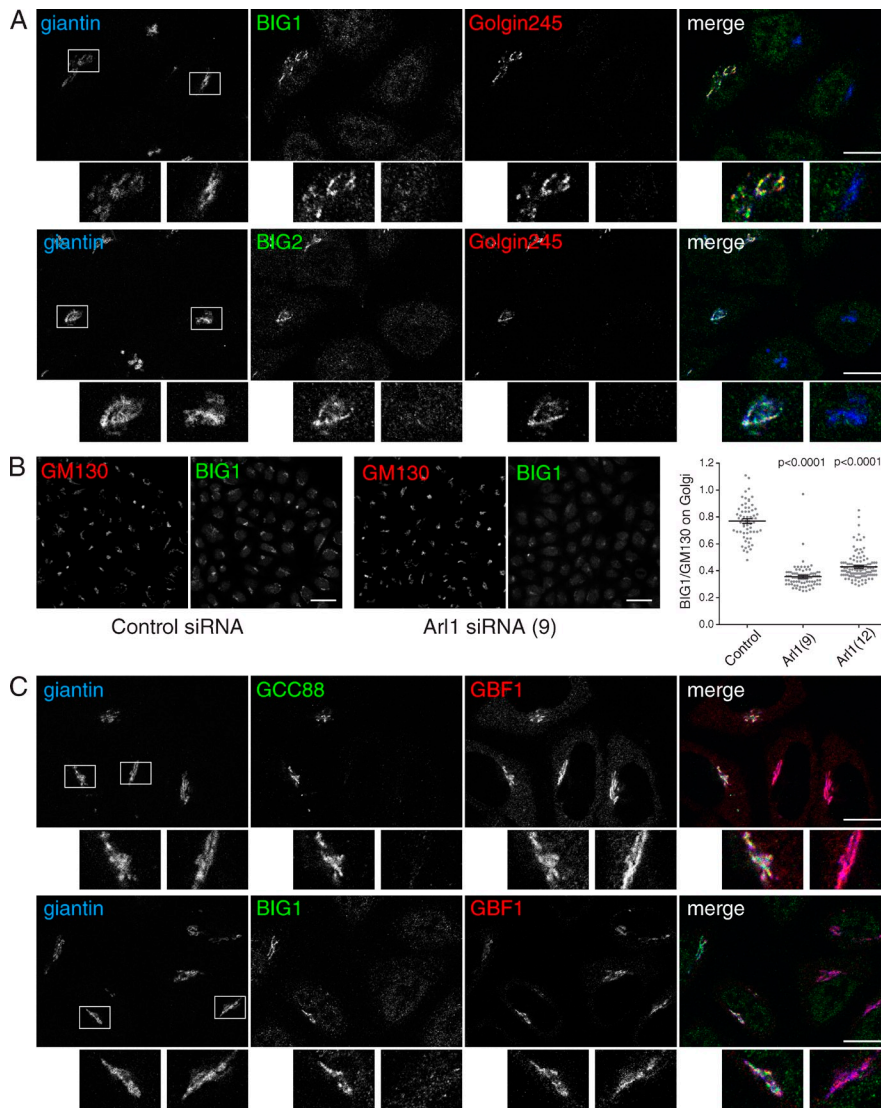 A
giantin BIG1 Golgin245 merge
giantin BIG2 Golgin245 merge
B
GM130 BIG1 GM130 BIG1
Control siRNA Arl1 siRNA (9)
p<0.0001 p<0.0001
BIG1/GM130 on Golgi
1.2
1.0
0.8
0.6
0.4
0.2
0.0
Control Arl1(9) Arl1(12)
C
giantin GCC88 GBF1 merge
giantin BIG1 GBF1 merge